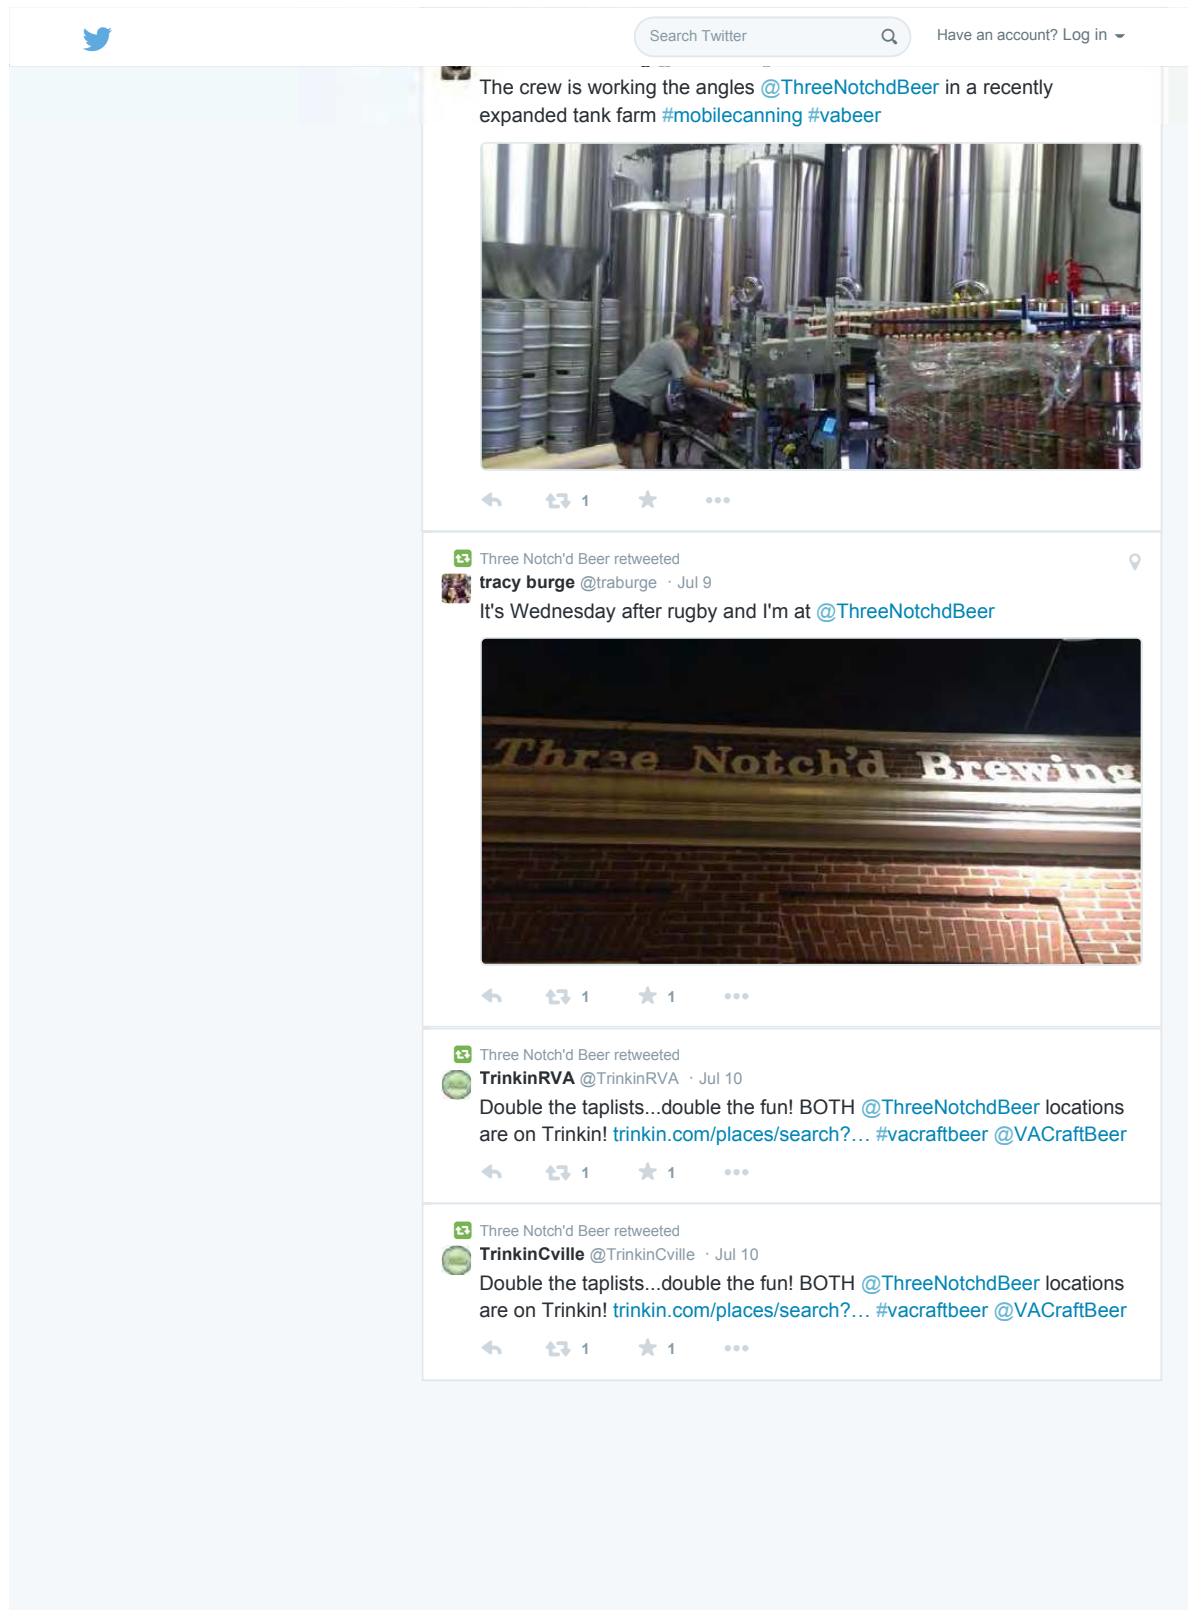 Search Twitter
Have an account? Log in
The crew is working the angles @ThreeNotchdBeer in a recently
expanded tank farm #mobilecanning #vabeer
1
Three Notch'd Beer retweeted
tracy burge @traburge · Jul 9
It's Wednesday after rugby and I'm at @ThreeNotchdBeer
Three Notch'd Brewing
1 1
Three Notch'd Beer retweeted
TrinkinRVA @TrinkinRVA · Jul 10
Double the taplists...double the fun! BOTH @ThreeNotchdBeer locations
are on Trinkin! trinkin.com/places/search?… #vacraftbeer @VACraftBeer
1 1
Three Notch'd Beer retweeted
TrinkinCville @TrinkinCville · Jul 10
Double the taplists...double the fun! BOTH @ThreeNotchdBeer locations
are on Trinkin! trinkin.com/places/search?… #vacraftbeer @VACraftBeer
1 1